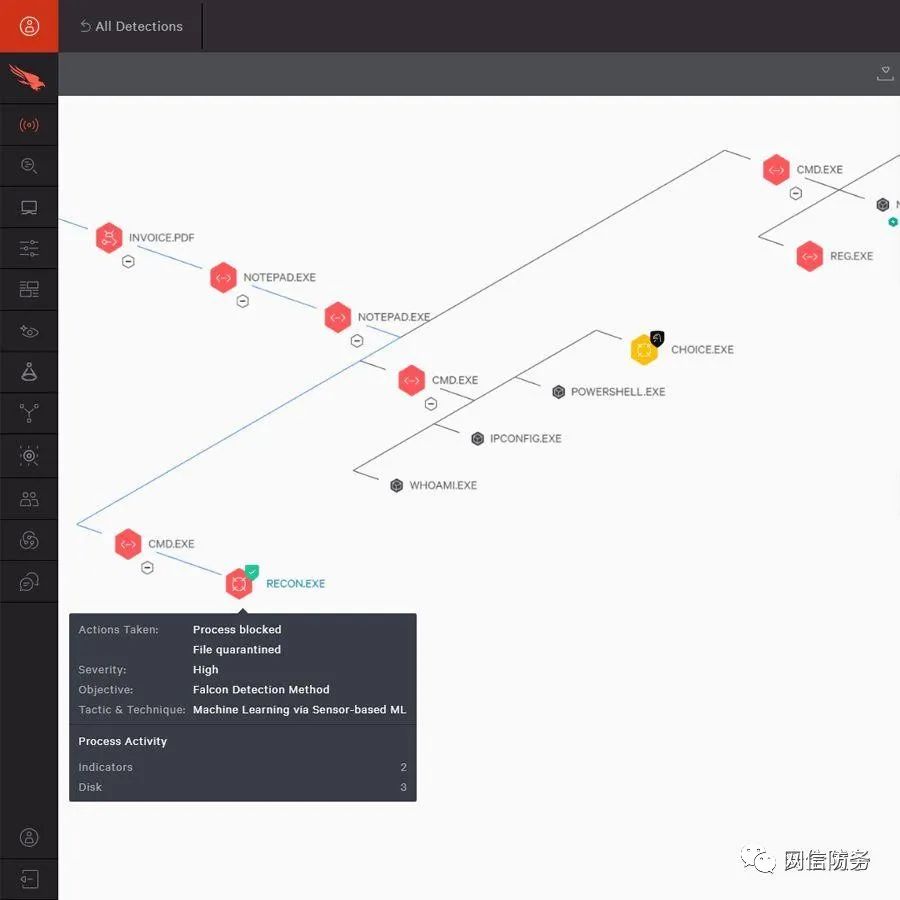 All Detections
CMD.EXE
REG.EXE
INVOICE.PDF
NOTEPAD.EXE
NOTEPAD.EXE
CMD.EXE
CHOICE.EXE
POWERSHELL.EXE
IPCONFIG.EXE
WHOAMI.EXE
CMD.EXE
RECON.EXE
Actions Taken: Process blocked
File quarantined
Severity: High
Objective: Falcon Detection Method
Tactic & Technique: Machine Learning via Sensor-based ML
Process Activity
Indicators 2
Disk 3
网信防务